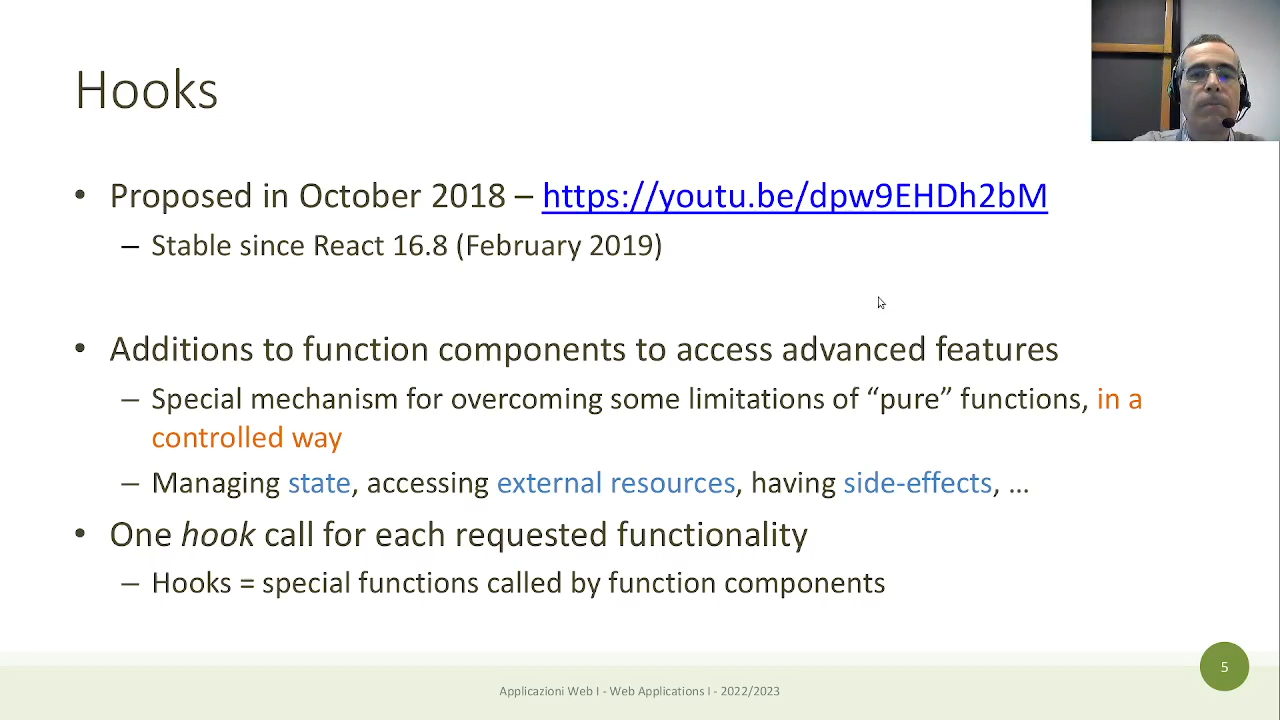 Hooks
• Proposed in October 2018 – https://youtu.be/dpw9EHDh2bM
– Stable since React 16.8 (February 2019)
• Additions to function components to access advanced features
– Special mechanism for overcoming some limitations of “pure” functions, in a
controlled way
– Managing state, accessing external resources, having side-effects, …
• One hook call for each requested functionality
– Hooks = special functions called by function components
5
Applicazioni Web I - Web Applications I - 2022/2023